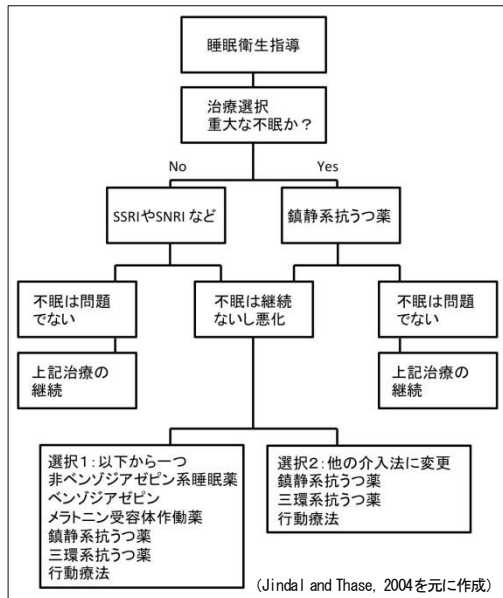 睡眠衛生指導
治療選択
重大な不眠か？
No
Yes
SSRIやSNRI など
鎮静系抗うつ薬
不眠は問題
でない
不眠は継続
ないし悪化
不眠は問題
でない
上記治療の
継続
上記治療の
継続
選択１：以下から一つ
非ベンゾジアゼピン系睡眠薬
ベンゾジアゼピン
メラトニン受容体作働薬
鎮静系抗うつ薬
三環系抗うつ薬
行動療法
選択２：他の介入法に変更
鎮静系抗うつ薬
三環系抗うつ薬
行動療法
(Jindal and Thase, 2004を元に作成)